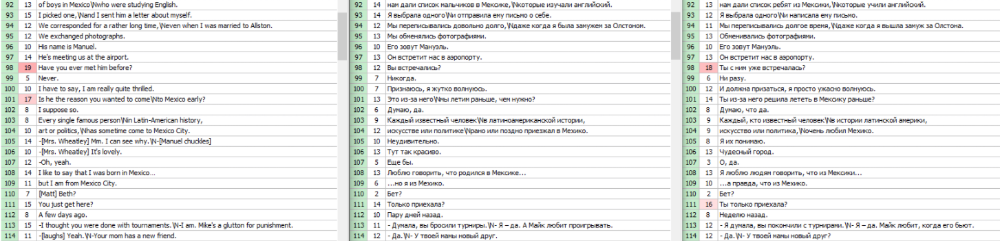 92 13 of boys in Mexico\Nwho were studying English.
93 15 I picked one,\Nand I sent him a letter about myself.
94 12 We corresponded for a rather long time,\Neven when I was married to Allston.
95 12 We exchanged photographs.
96 10 His name is Manuel.
97 14 He's meeting us at the airport.
98 19 Have you ever met him before?
99 5 Never.
100 10 I have to say, I am really quite thrilled.
101 17 Is he the reason you wanted to come\Nto Mexico early?
102 8 I suppose so.
103 8 Every single famous person\Nin Latin-American history,
104 10 art or politics,\Nhas sometime come to Mexico City.
105 14 -[Mrs. Wheatley] Mm. I can see why.\N-[Manuel chuckles]
106 10 -[Mrs. Wheatley] It's lovely.
107 12 -Oh, yeah.
108 14 I like to say that I was born in Mexico...
109 11 but I am from Mexico City.
110 7 [Matt] Beth?
111 15 You just get here?
112 8 A few days ago.
113 15 -I thought you were done with tournaments.\N-I am. Mike's a glutton for punishment.
114 11 -[laughs] Yeah.\N-Your mom has a new friend.
92 14 нам дали список мальчиков в Мексике,\Nкоторые изучали английский.
93 14 Я выбрала одного\Nи отправила ему письмо о себе.
94 12 Мы переписывались довольно долго,\Nдаже когда я была замужем за Олстоном.
95 13 Мы обменялись фотографиями.
96 10 Его зовут Мануэль.
97 13 Он встретит нас в аэропорту.
98 12 Вы встречались?
99 7 Никогда.
100 7 Признаюсь, я жутко волнуюсь.
101 13 Это из-за него\Nмы летим раньше, чем нужно?
102 6 Думаю, да.
103 9 Каждый известный человек\Nв латиноамериканской истории,
104 12 искусстве или политике\Nрано или поздно приезжал в Мехико.
105 10 Неудивительно.
106 13 Тут так красиво.
107 5 Еще бы.
108 13 Люблю говорить, что родился в Мексике...
109 6 ...но я из Мехико.
110 2 Бет?
111 14 Только приехала?
112 10 Пару дней назад.
113 11 - Думала, вы бросили турниры.\N- Я – да. А Майк любит проигрывать.
114 12 - Да.\N- У твоей мамы новый друг.
92 13 нам дали список ребят из Мексики,\Nкоторые учили английский.
93 12 Я выбрала одного\Nи написала ему письмо.
94 11 Мы переписывались долгое время,\Nдаже когда я вышла замуж за Олстона.
95 13 Обменивались фотографиями.
96 10 Его зовут Мануэль.
97 13 Он встретит нас в аэропорту.
98 18 Ты с ним уже встречалась?
99 6 Ни разу.
100 12 И должна призаться, я просто ужасно волнуюсь.
101 14 Ты из-за него решила лететь в Мексику раньше?
102 8 Думаю, что да.
103 9 Каждый, кто известный человек\Nв истории латинской америки,
104 9 искусство или политика,\Nочень любил Мехико.
105 8 Я их понимаю.
106 13 Чудесный город.
107 3 О, да.
108 13 Я люблю людям говорить, что из Мексики...
109 10 ...а правда, что из Мехико.
110 2 Бет?
111 16 Ты только приехала?
112 8 Неделю назад.
113 12 - Я думала, вы покончили с турнирами.\N- Я – да. Майк любит, когда его бьют.
114 12 - Да.\N- У твоей мамы новый друг?